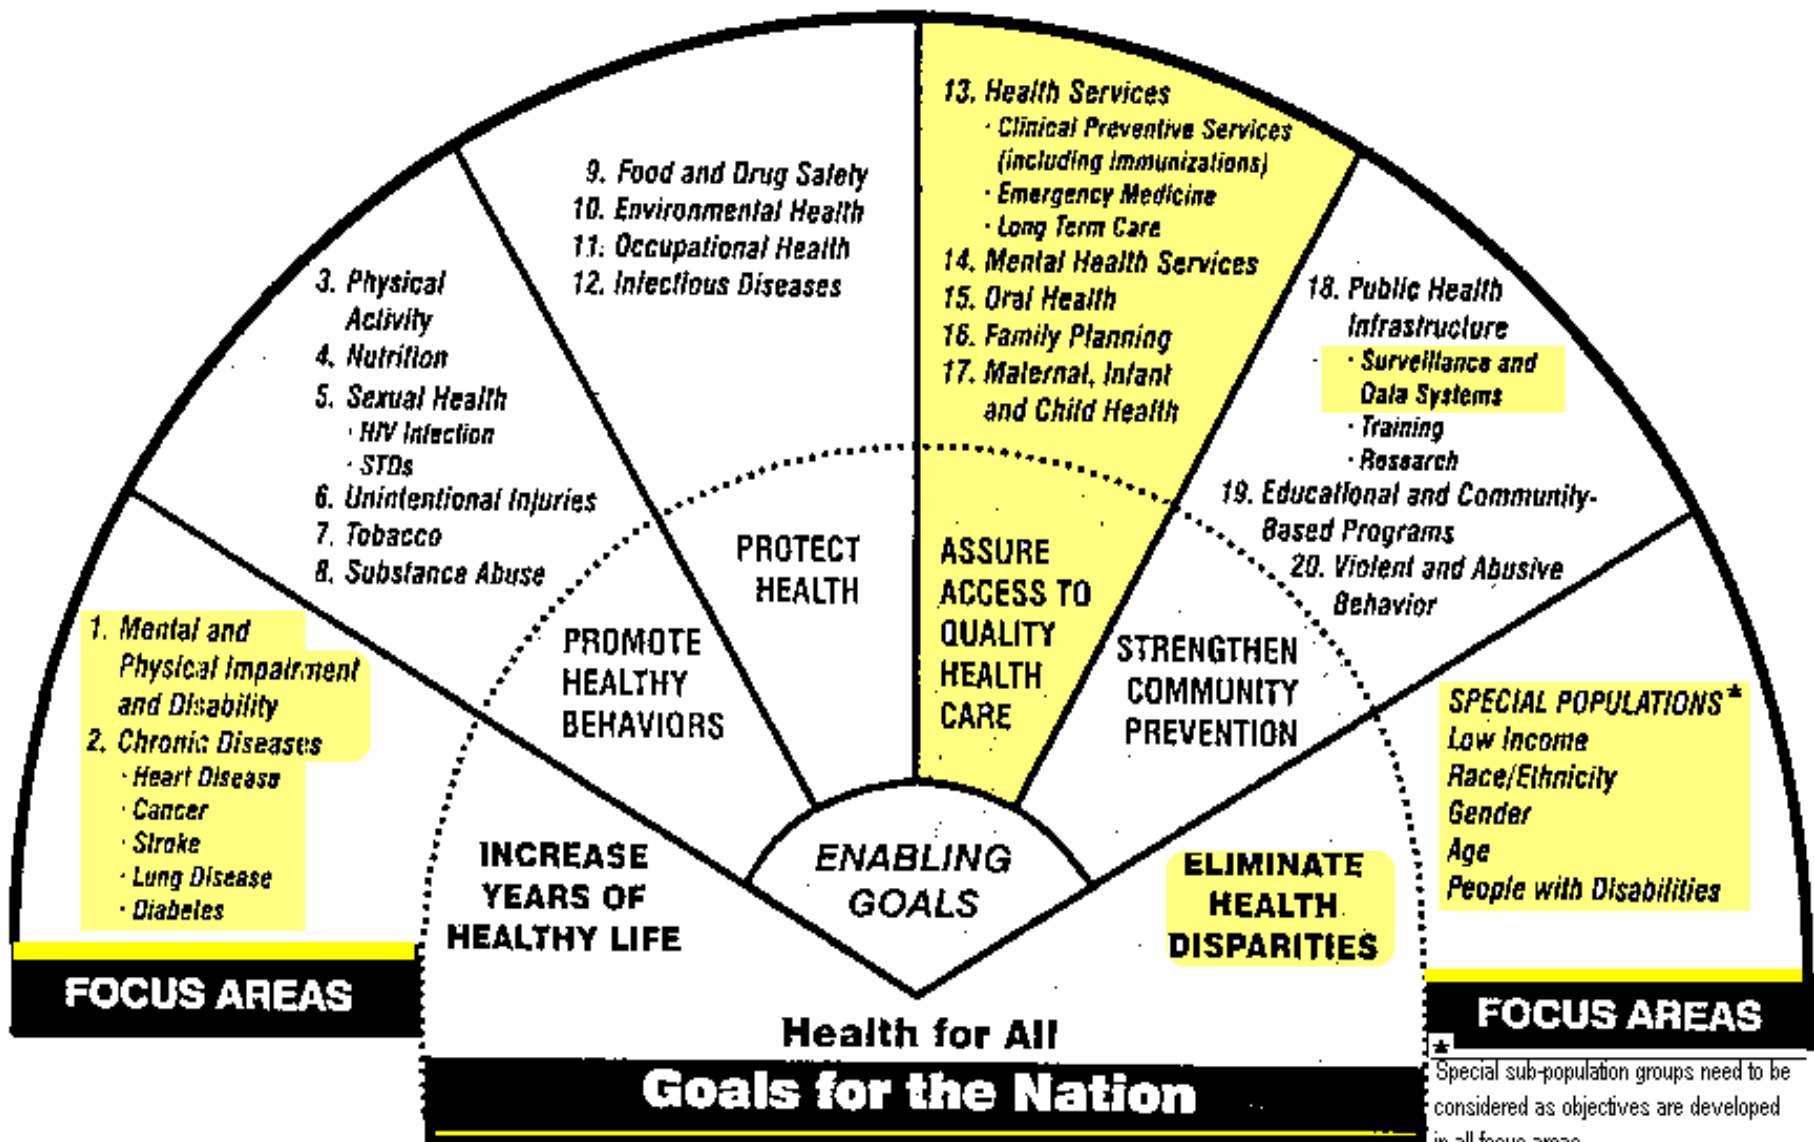 13. Health Services
· Clinical Preventive Services
(including Immunizations)
· Emergency Medicine
· Long Term Care
14. Mental Health Services
15. Oral Health
16. Family Planning
17. Maternal, Infant
and Child Health
9. Food and Drug Safely
10. Environmental Health
11. Occupational Health
12. Infectious Diseases
3. Physical
Activity
4. Nutrition
5. Sexual Health
· HIV Infection
· STDs
6. Unintentional Injuries
7. Tobacco
8. Substance Abuse
18. Public Health
Infrastructure
· Surveillance and
Data Systems
· Training
· Research
19. Educational and Community-
Based Programs
20. Violent and Abusive
Behavior
1. Mental and
Physical Impairment
and Disability
2. Chronic Diseases
· Heart Disease
· Cancer
· Stroke
· Lung Disease
· Diabetes
PROMOTE
HEALTHY
BEHAVIORS
PROTECT
HEALTH
ASSURE
ACCESS TO
QUALITY
HEALTH
CARE
STRENGTHEN
COMMUNITY
PREVENTION
SPECIAL POPULATIONS*
Low Income
Race/Ethnicity
Gender
Age
People with Disabilities
INCREASE
YEARS OF
HEALTHY LIFE
ENABLING
GOALS
ELIMINATE
HEALTH
DISPARITIES
FOCUS AREAS
FOCUS AREAS
Health for All
Goals for the Nation
*
Special sub-population groups need to be
considered as objectives are developed
in all focus areas